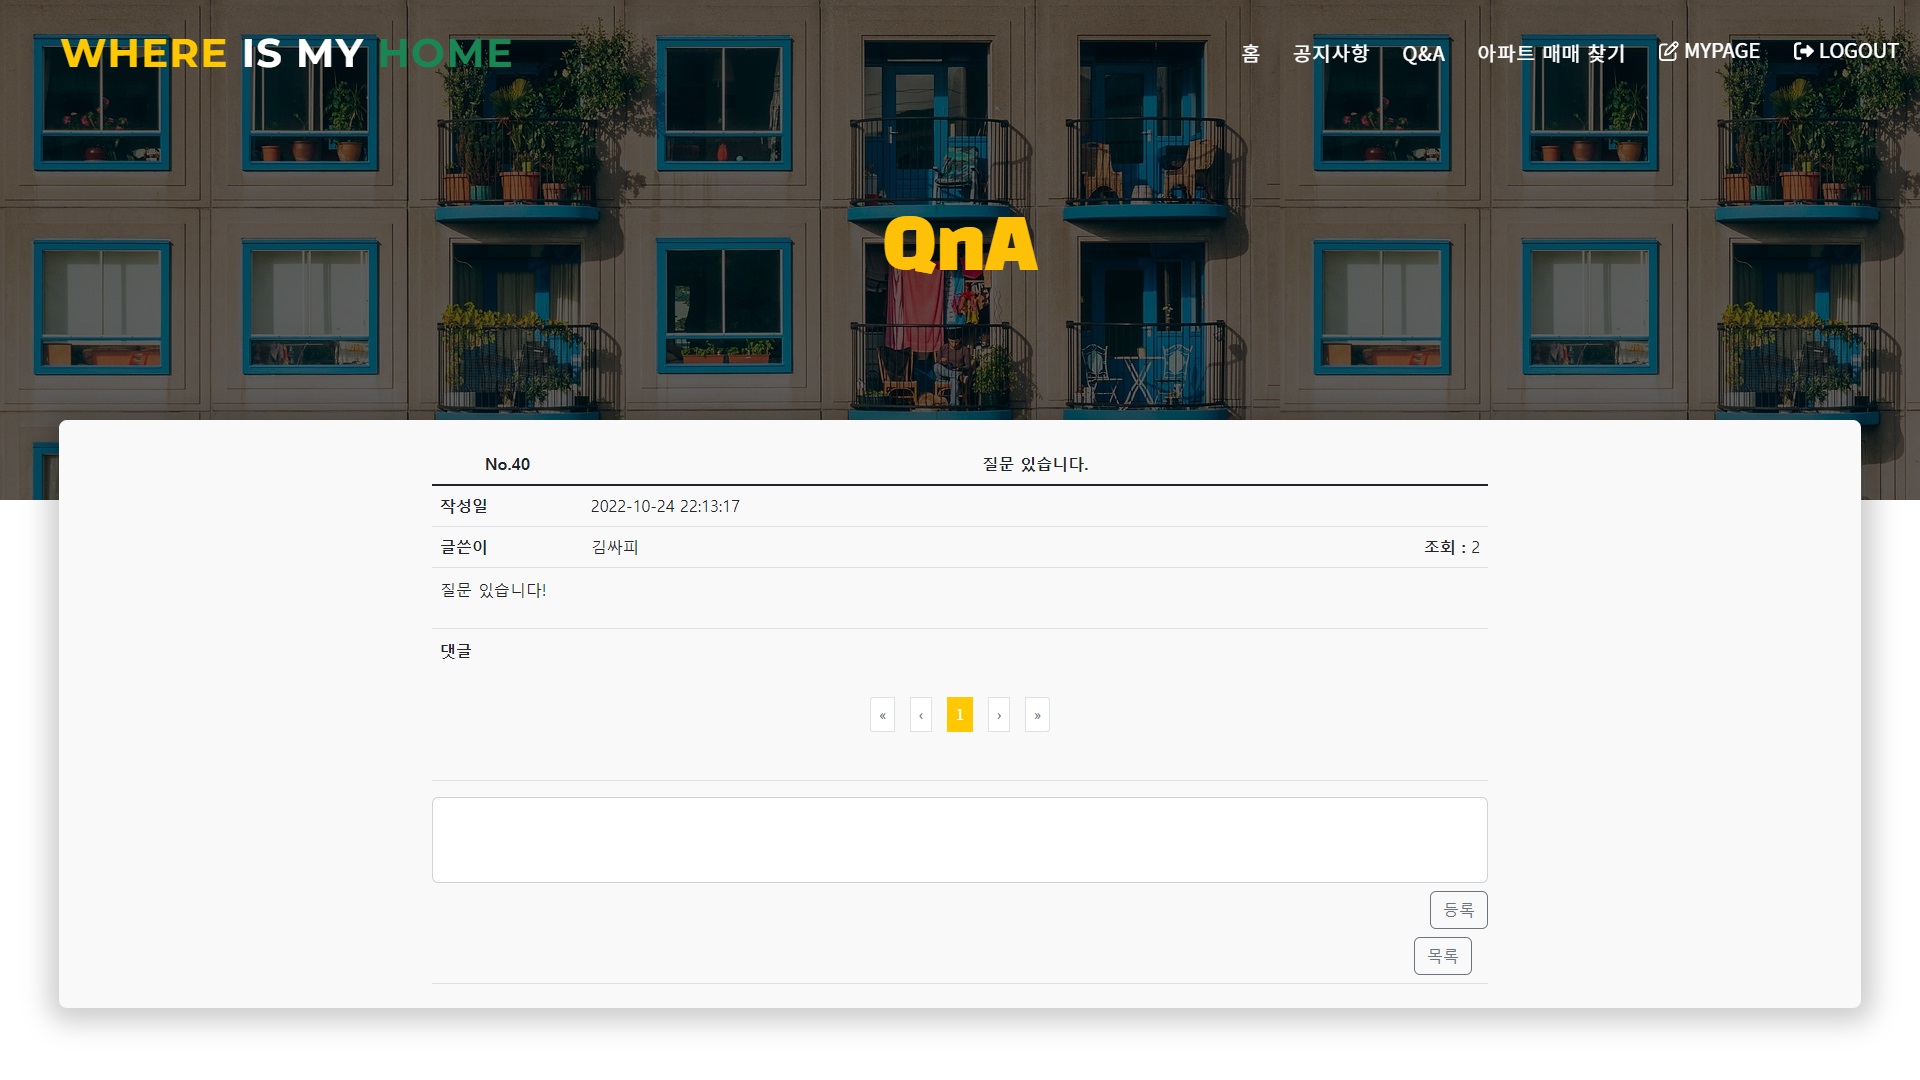 WHERE IS MY HOME
홈 공지사항 Q&A 아파트 매매 찾기 MYPAGE LOGOUT
QnA
No.40 질문 있습니다.
작성일 2022-10-24 22:13:17
글쓴이 김싸피 조회 : 2
질문 있습니다!
댓글
« ‹ 1 › »
등록
목록